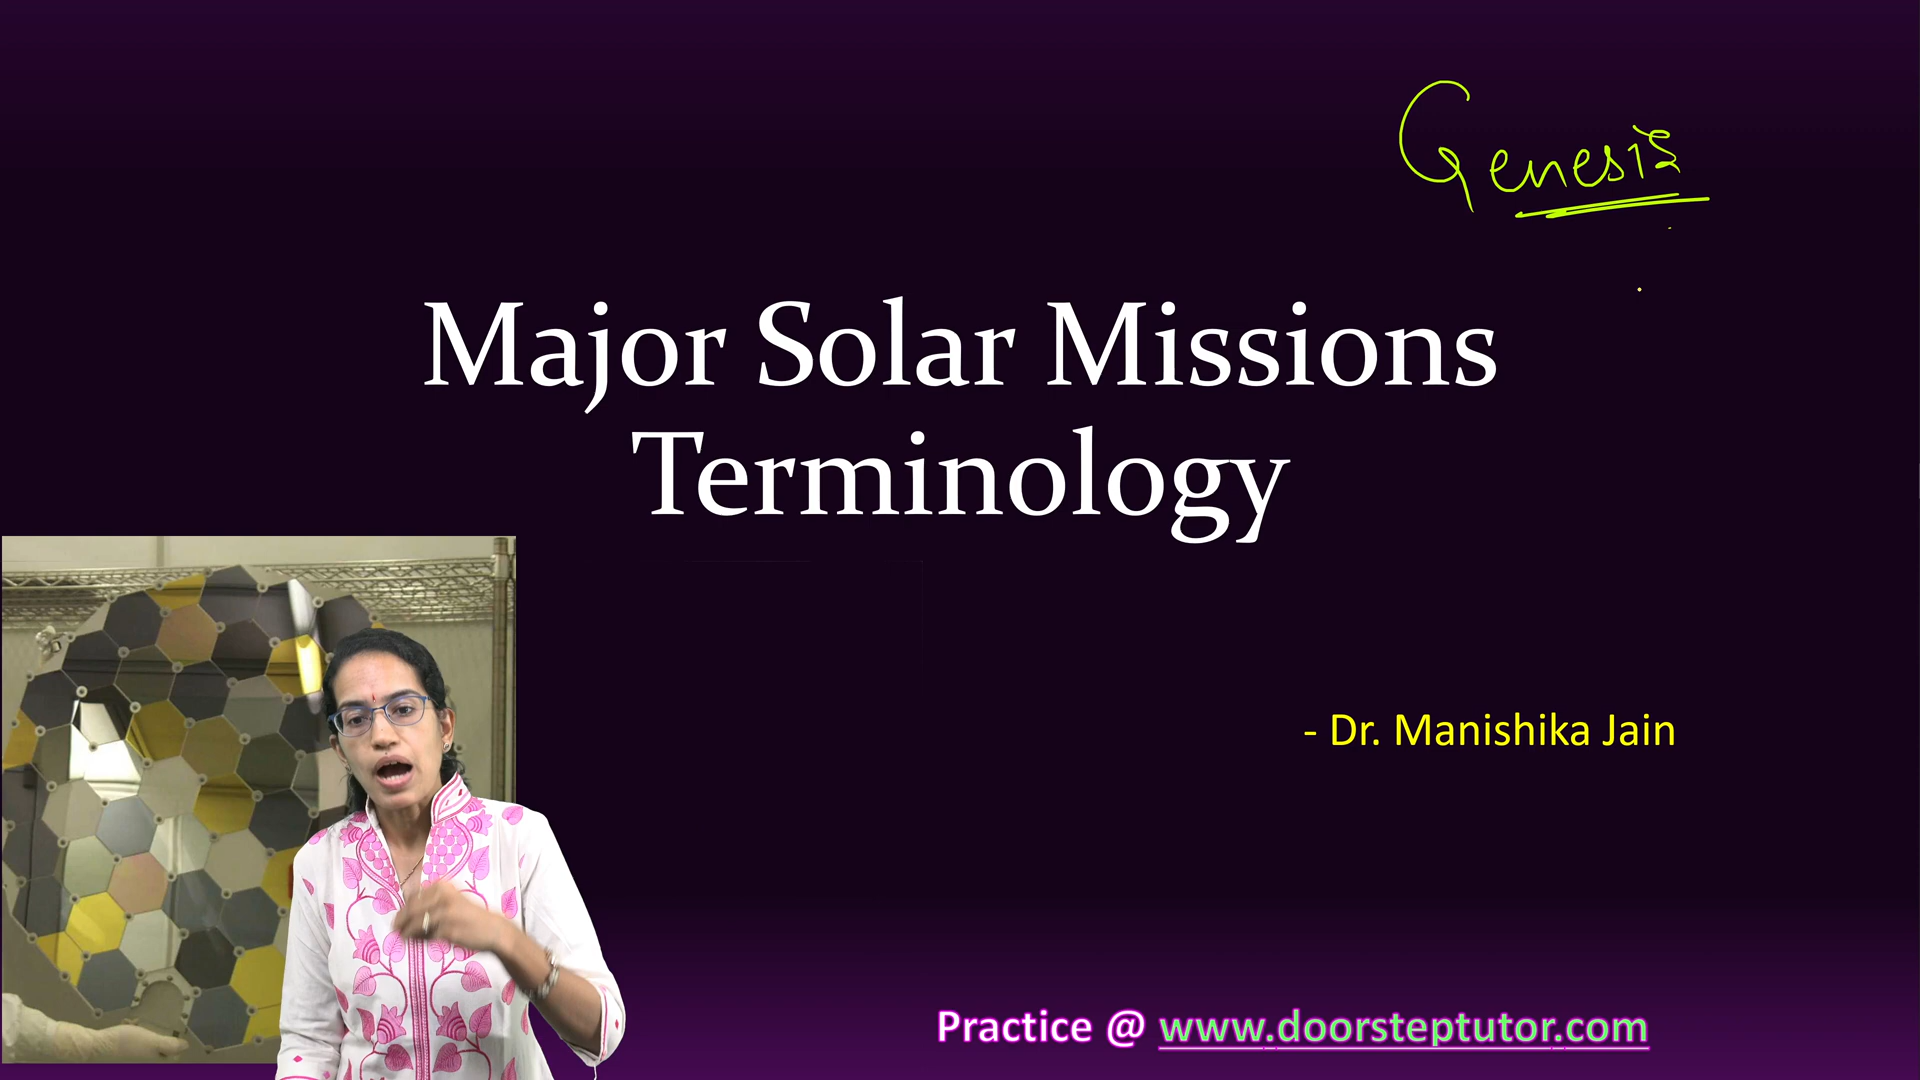 Genesis
Major Solar Missions
Terminology
- Dr. Manishika Jain
Practice @ www.doorsteptutor.com